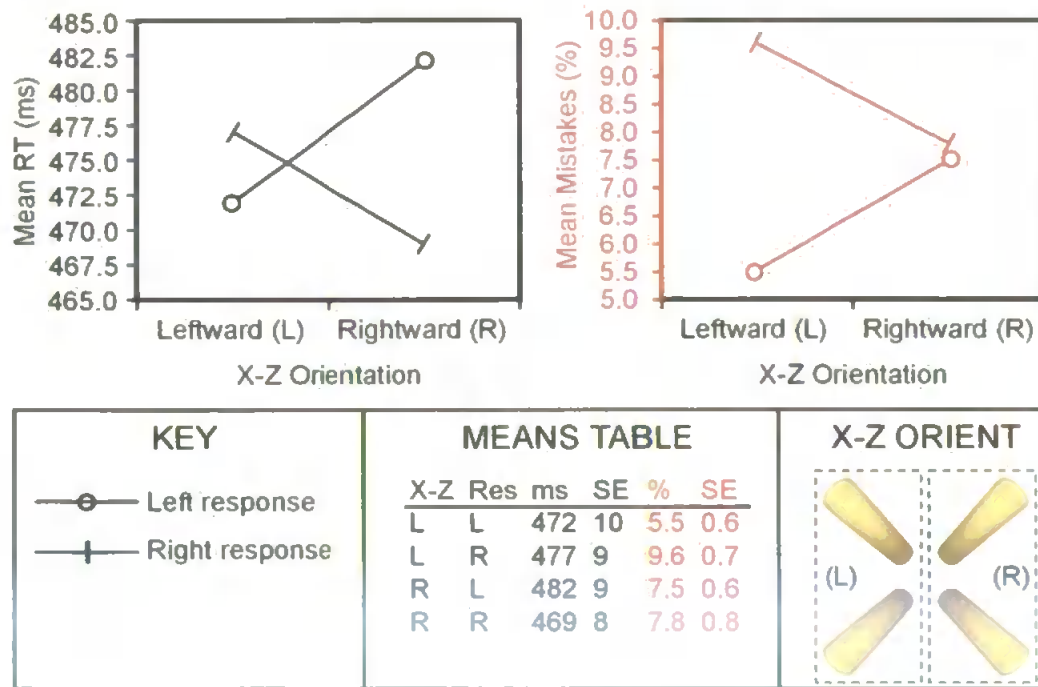 485.0
482.5
480.0
477.5
475.0
472.5
470.0
467.5
465.0
Mean RT (ms)
Leftward (L) Rightward (R)
X-Z Orientation
10.0
9.5
9.0
8.5
8.0
7.5
7.0
6.5
6.0
5.5
5.0
Mean Mistakes (%)
Leftward (L) Rightward (R)
X-Z Orientation
KEY
Left response
Right response
MEANS TABLE
X-Z Res ms SE % SE
L L 472 10 5.5 0.6
L R 477 9 9.6 0.7
R L 482 9 7.5 0.6
R R 469 8 7.8 0.8
X-Z ORIENT
(L) (R)